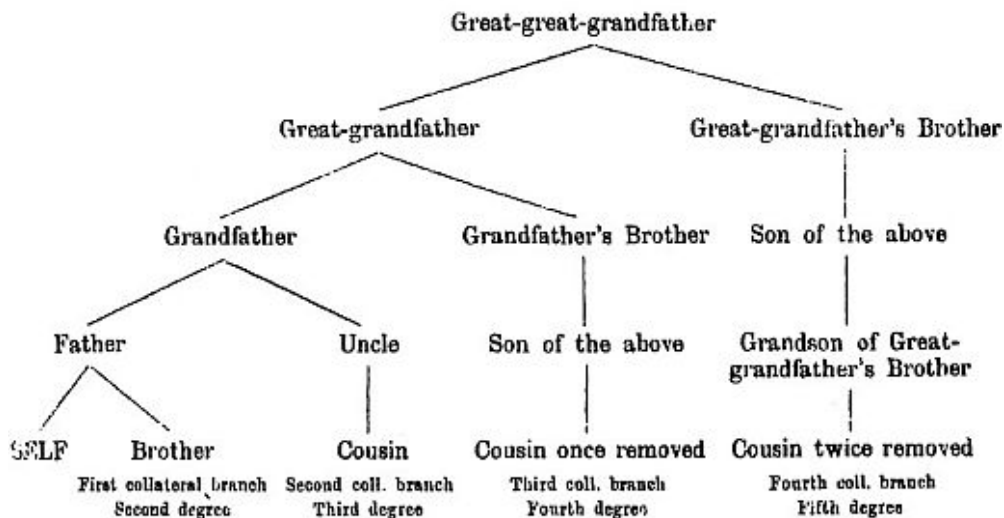 Great-great-grandfather
Great-grandfather
Great-grandfather's Brother
Grandfather
Grandfather's Brother
Son of the above
Father
Uncle
Son of the above
Grandson of Great-
grandfather's Brother
SELF
Brother
Cousin
Cousin once removed
Cousin twice removed
First collateral branch
Second coll. branch
Third coll. branch
Fourth coll. branch
Second degree
Third degree
Fourth degree
Fifth degree